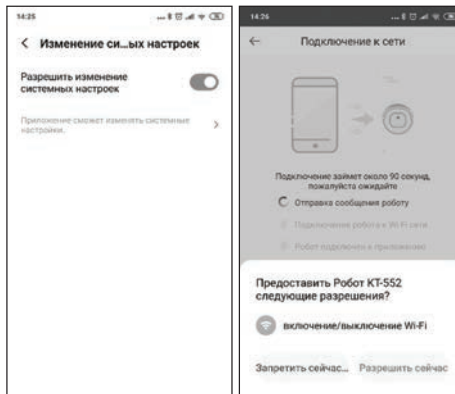 14:25
Изменение си...ых настроек
Разрешить изменение
системных настроек
Приложение сможет изменять системные
настройки.
14:26
Подключение к сети
Подключение займет около 90 секунд,
пожалуйста ожидайте
Отправка сообщения роботу
Подключение робота к Wi-Fi сети
Робот подключен к приложению
Предоставить Робот КТ-552
следующие разрешения?
включение/выключение Wi-Fi
Запретить сейчас... Разрешить сейчас